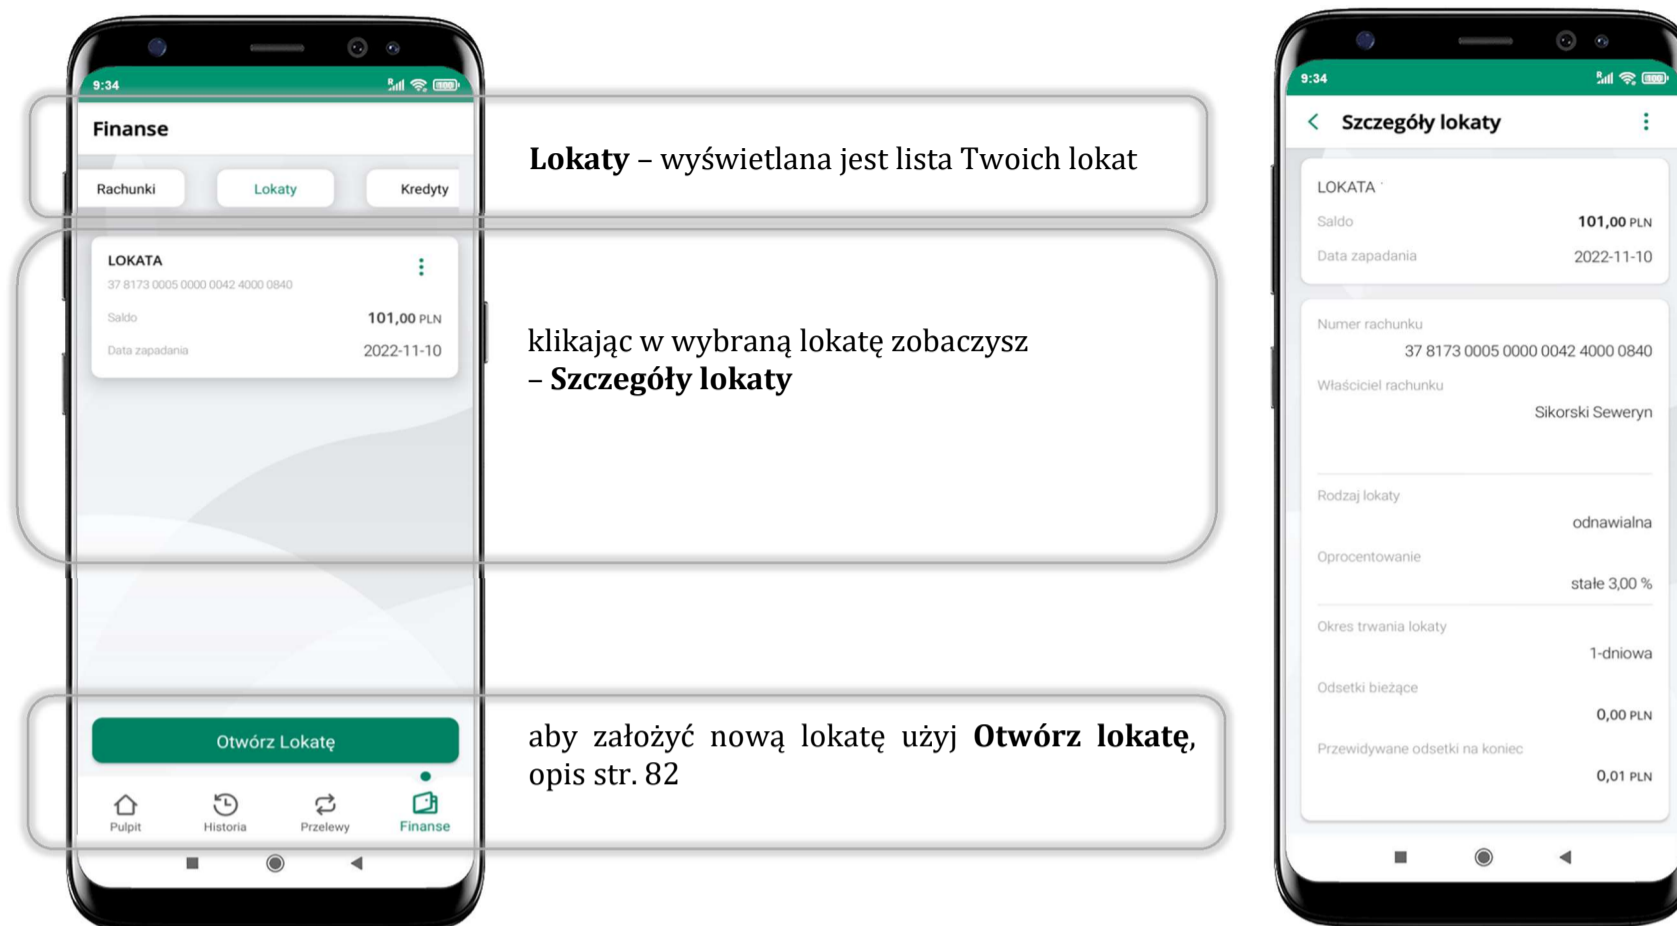 9:34
Finanse
Rachunki
Lokaty
Kredyty
LOKATA
37 8173 0005 0000 0042 4000 0840
Saldo 101,00 PLN
Data zapadania 2022-11-10
Otwórz Lokatę
Pulpit Historia Przelewy Finanse
Lokaty – wyświetlana jest lista Twoich lokat
klikając w wybraną lokatę zobaczysz
– Szczegóły lokaty
aby założyć nową lokatę użyj Otwórz lokatę,
opis str. 82
9:34
Szczegóły lokaty
LOKATA
Saldo 101,00 PLN
Data zapadania 2022-11-10
Numer rachunku
37 8173 0005 0000 0042 4000 0840
Właściciel rachunku
Sikorski Seweryn
Rodzaj lokaty
odnawialna
Oprocentowanie
stałe 3,00 %
Okres trwania lokaty
1-dniowa
Odsetki bieżące
0,00 PLN
Przewidywane odsetki na koniec
0,01 PLN